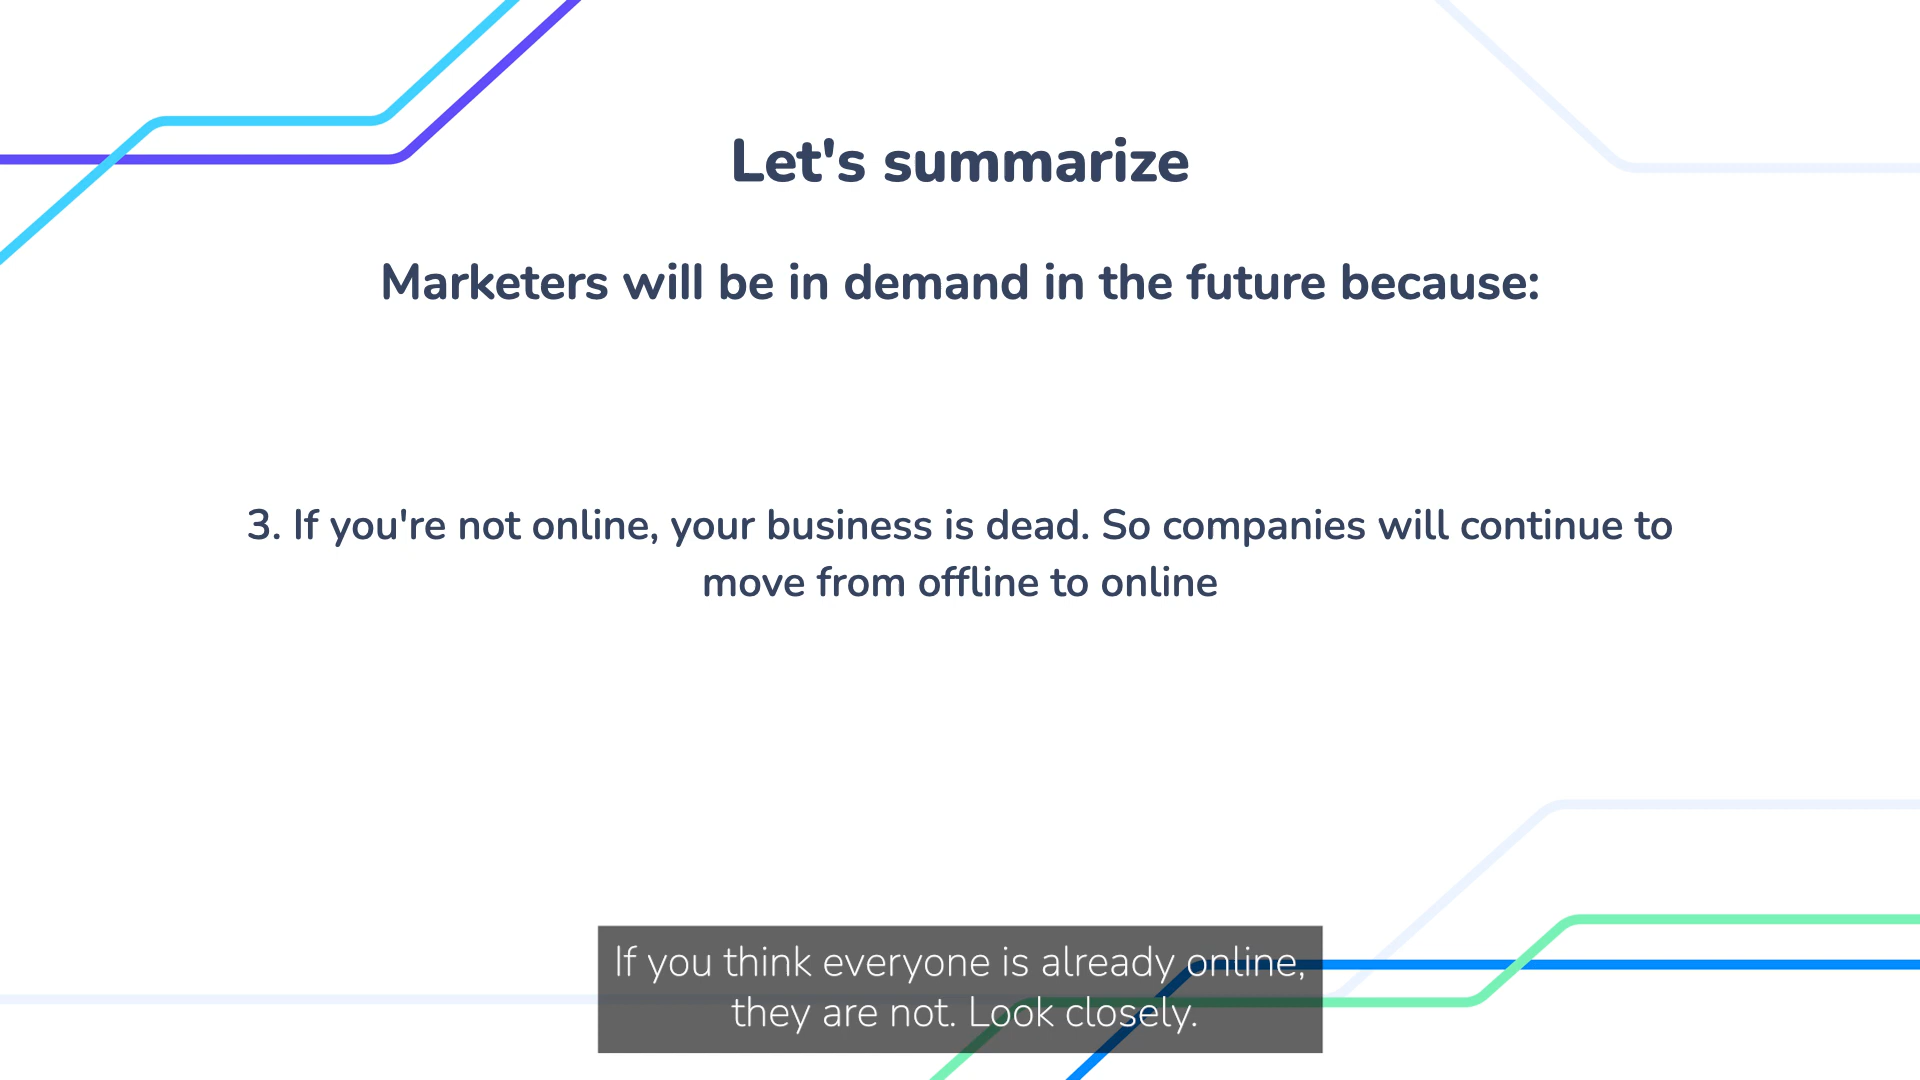 Let's summarize
Marketers will be in demand in the future because:
3. If you're not online, your business is dead. So companies will continue to
move from offline to online
If you think everyone is already online,
they are not. Look closely.